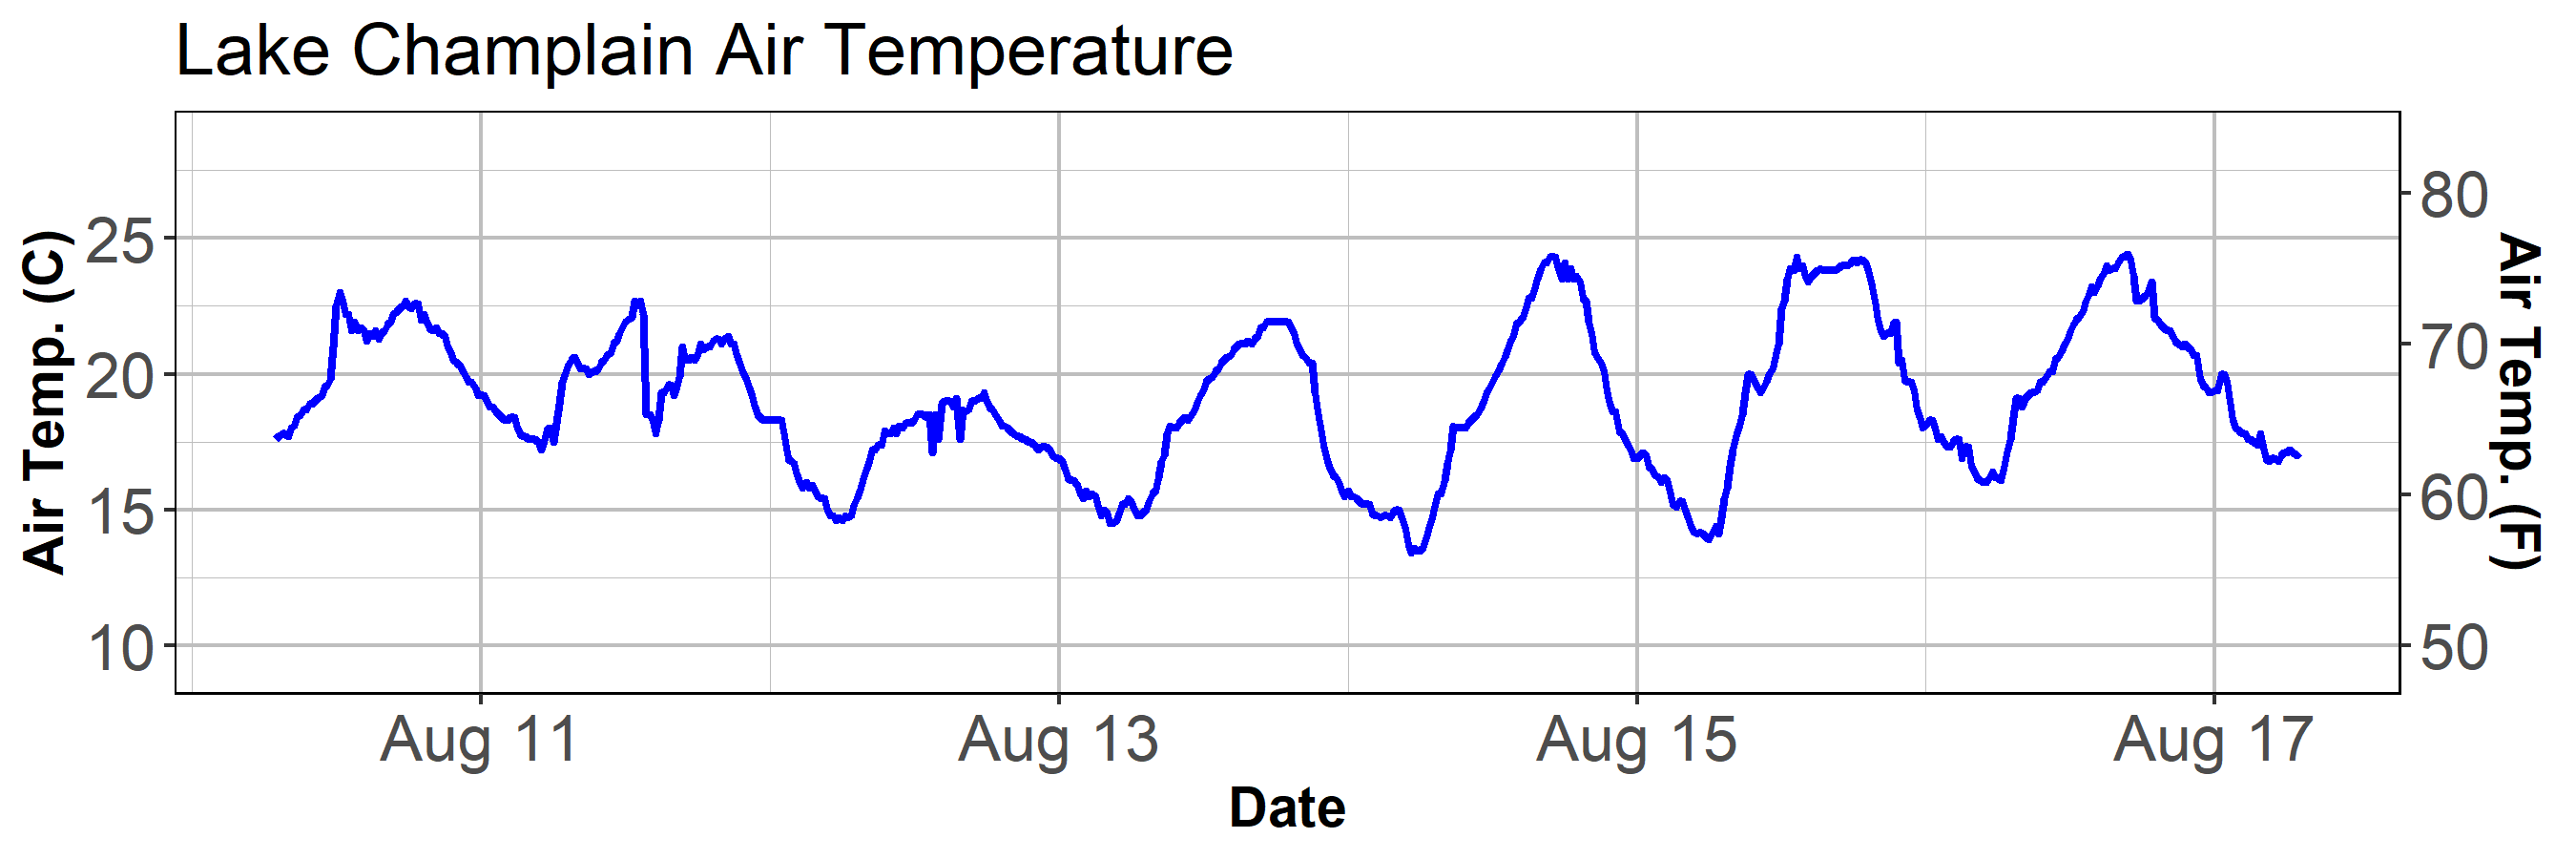 Lake Champlain Air Temperature
Air Temp. (C)
25
20
15
10
80
70
60
50
Air Temp. (F)
Aug 11
Aug 13
Aug 15
Aug 17
Date